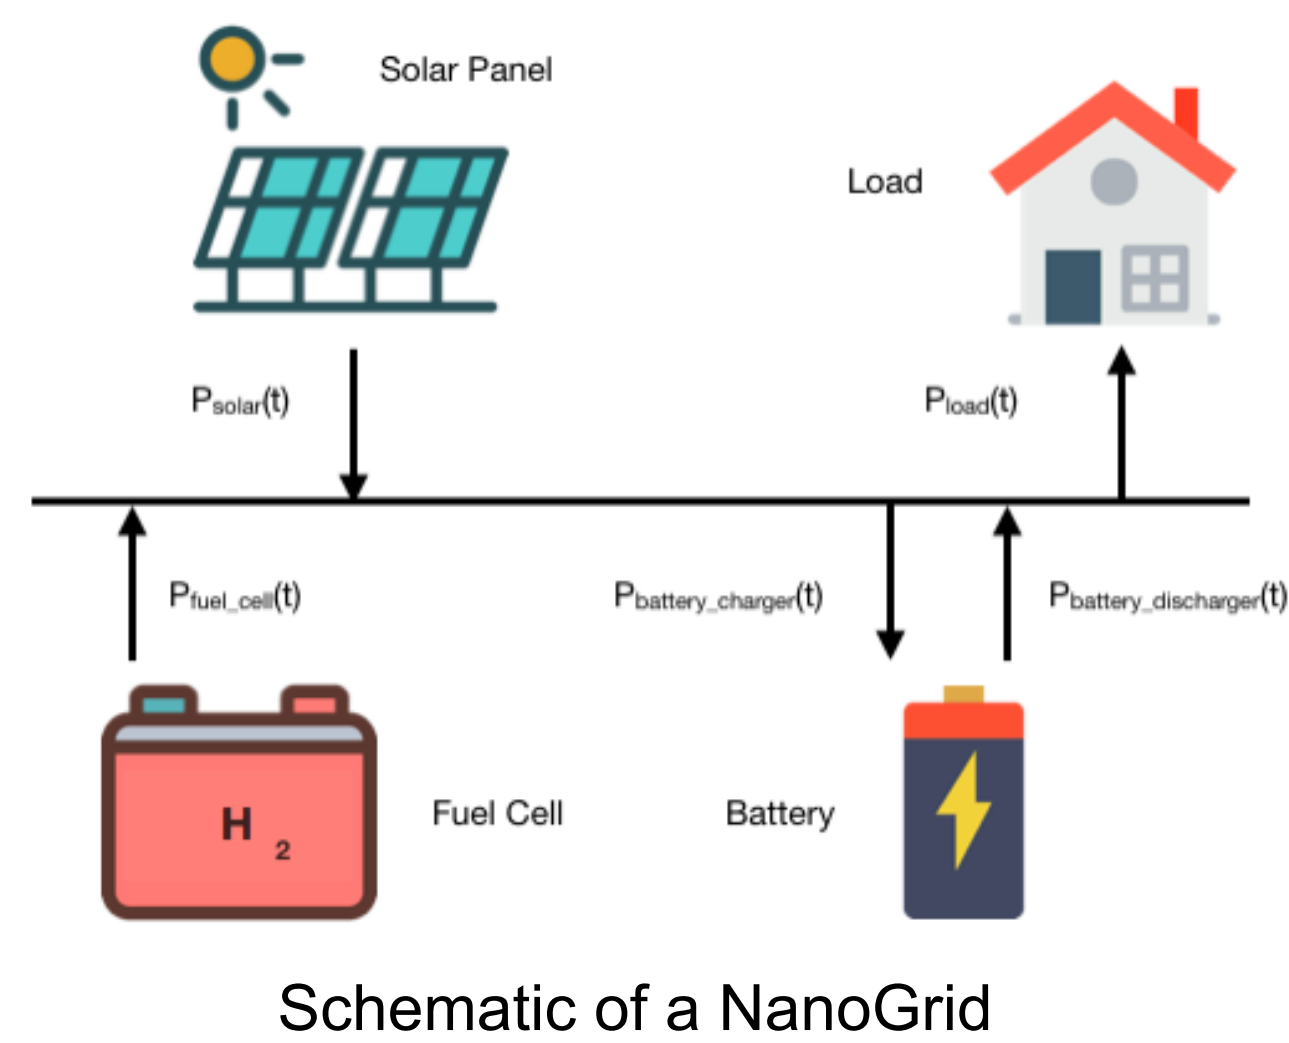 Solar Panel
Load
Psolar(t)
Pload(t)
Pfuel_cell(t)
Pbattery_charger(t)
Pbattery_discharger(t)
H 2
Fuel Cell
Battery
Schematic of a NanoGrid